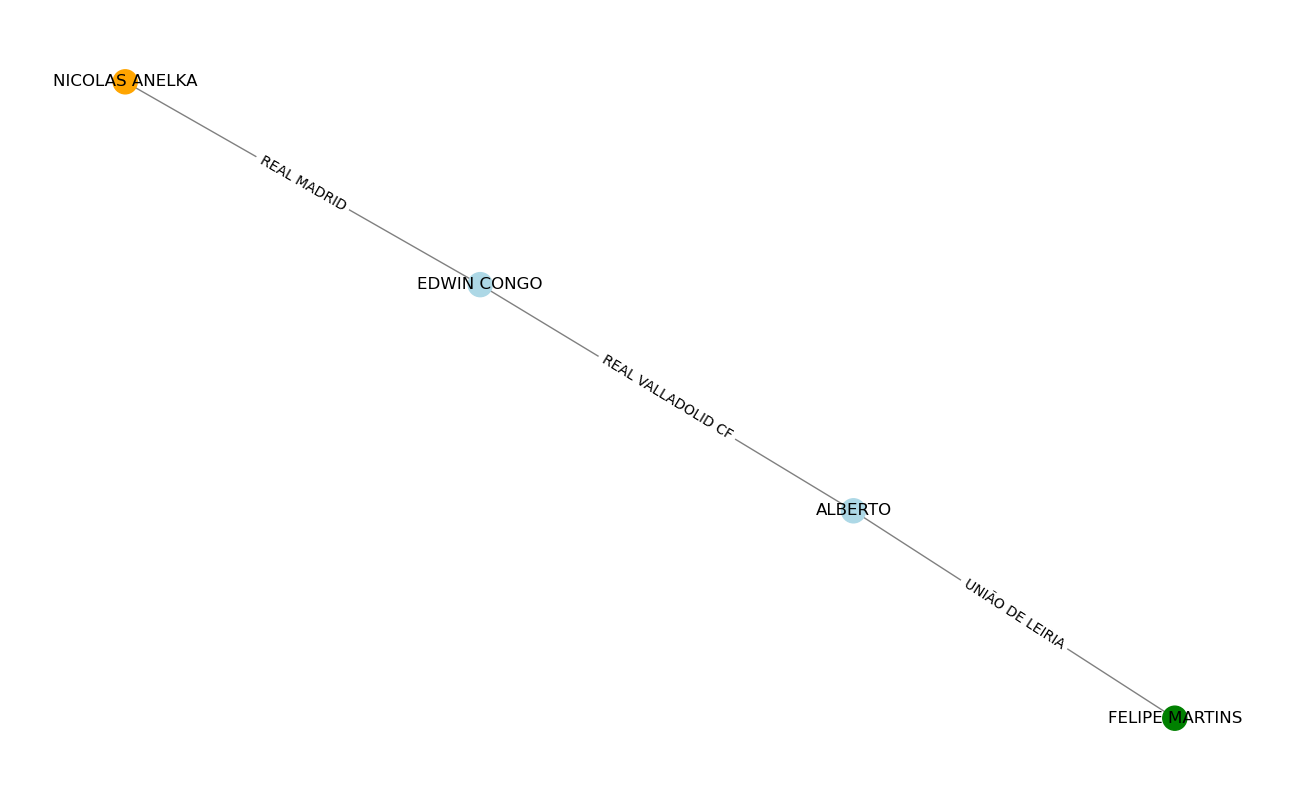 NICOLAS ANELKA
REAL MADRID
EDWIN CONGO
REAL VALLADOLID CF
ALBERTO
UNIÃO DE LEIRIA
FELIPE MARTINS